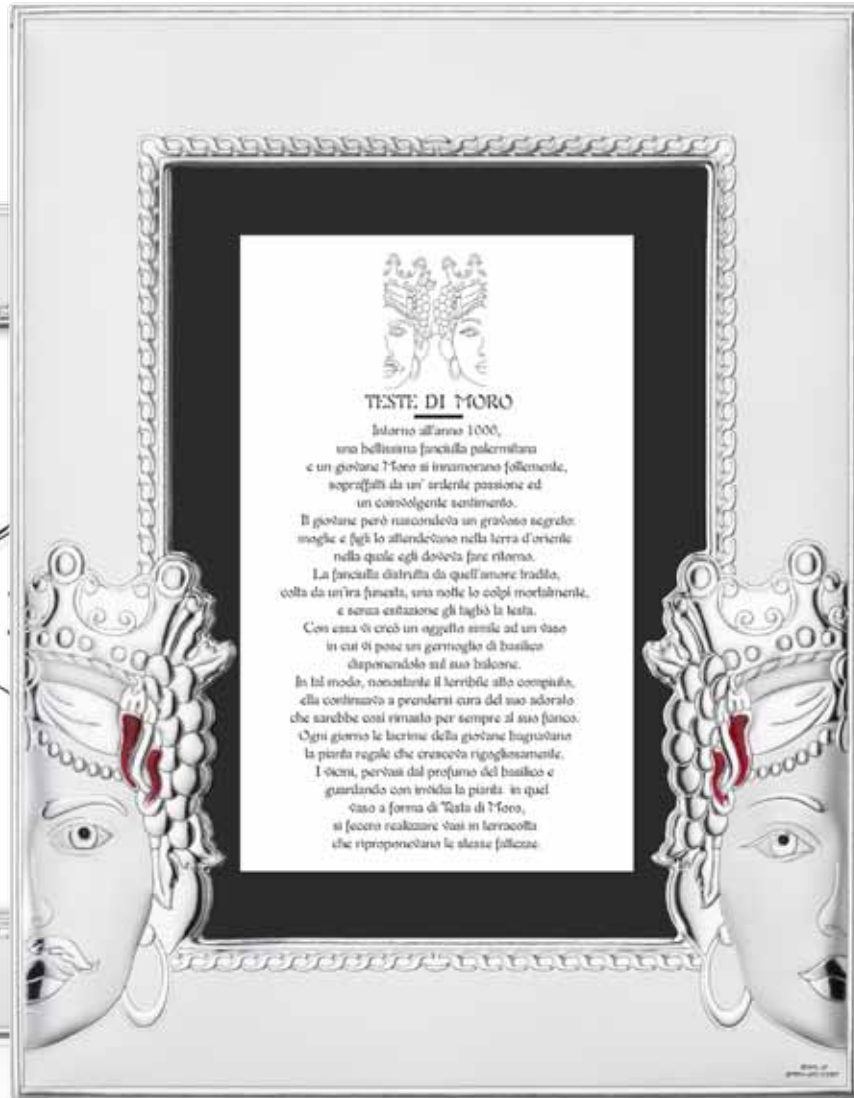 TESTE DI MORO
Intorno all'anno 1000,
una bellissima fanciulla palermitana
e un giovane Moro si innamorano follemente,
sopraffatti da un' ardente passione ed
un coinvolgente sentimento.
Il giovane però nascondeva un gravoso segreto:
moglie e figli lo attendevano nella terra d'oriente
nella quale egli doveva fare ritorno.
La fanciulla distrutta da quell'amore tradito,
colta da un'ira funesta, una notte lo colpì mortalmente,
e senza esitazione gli tagliò la testa.
Con essa vi creò un oggetto simile ad un vaso
in cui vi pose un germoglio di basilico
disponendolo sul suo balcone.
In tal modo, nonostante il terribile atto compiuto,
ella continuava a prendersi cura del suo adorato
che sarebbe così rimasto per sempre al suo fianco.
Ogni giorno le lacrime della giovane bagnavano
la pianta regale che cresceva rigogliosamente.
I vicini, pervasi dal profumo del basilico e
guardando con invidia la pianta in quel
vaso a forma di Testa di Moro,
si fecero realizzare vasi in terracotta
che riproponevano le stesse fattezze.